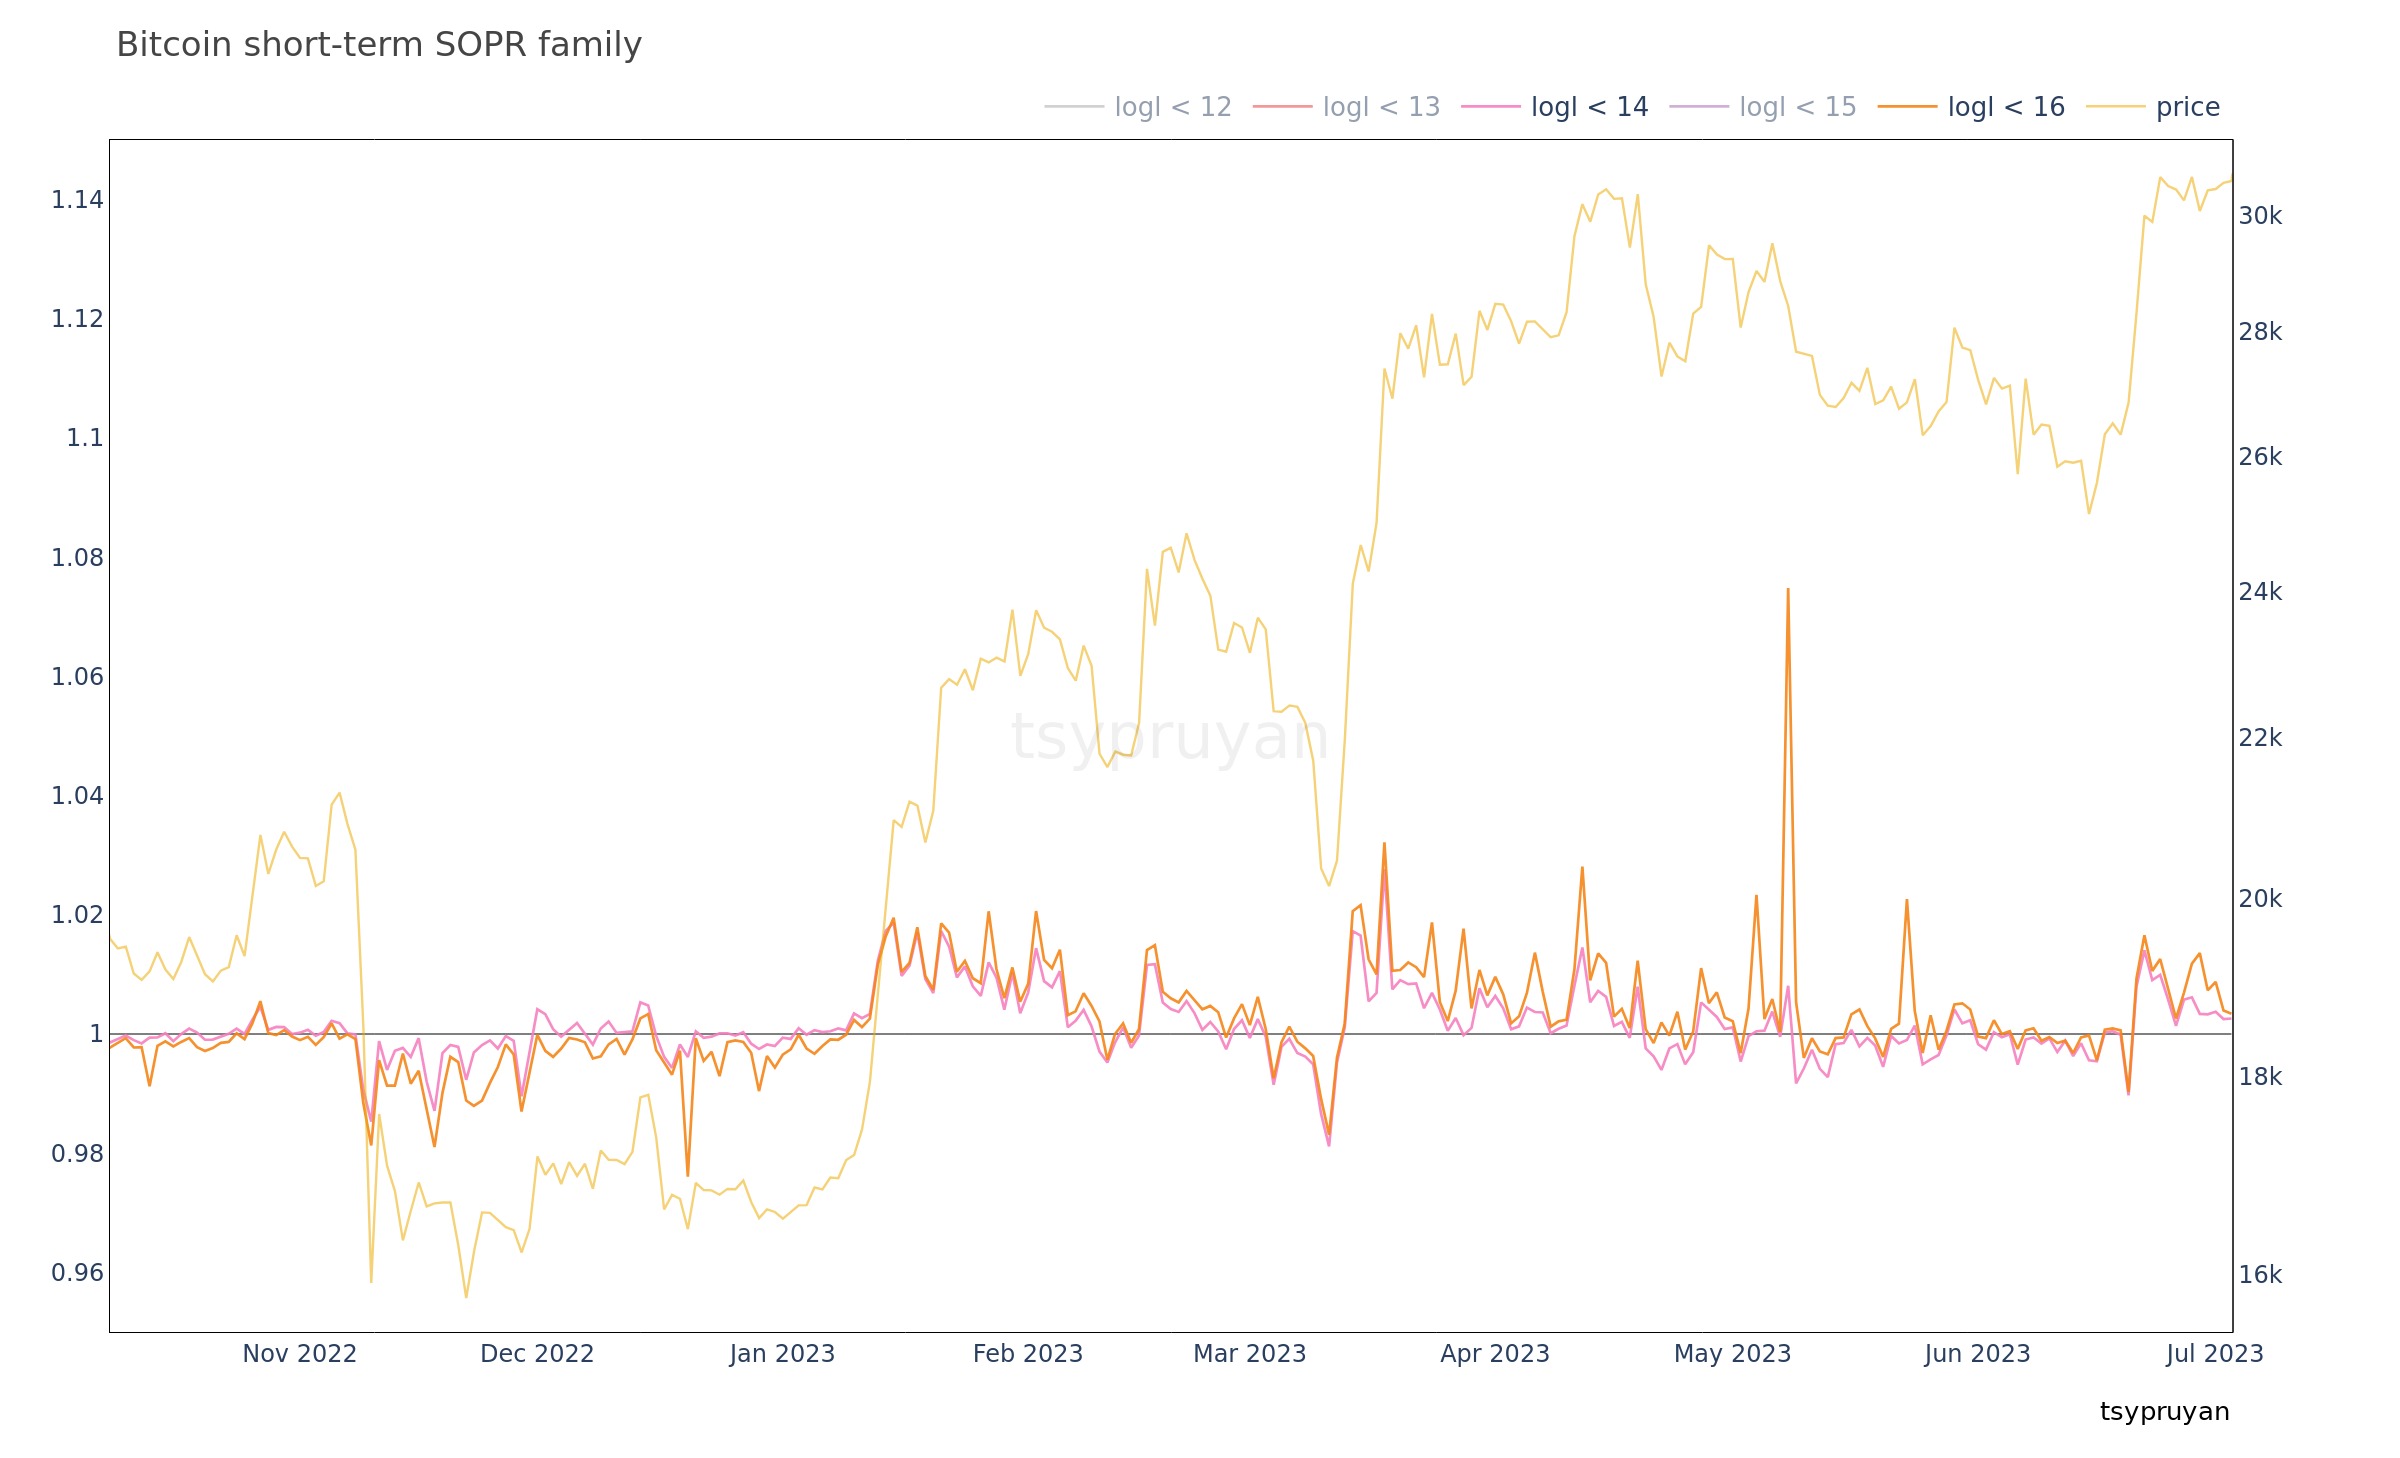 Bitcoin short-term SOPR family
logl < 12 logl < 13 logl < 14 logl < 15 logl < 16 price
1.14
1.12
1.1
1.08
1.06
1.04
1.02
1
0.98
0.96
30k
28k
26k
24k
22k
20k
18k
16k
tsypruyan
Nov 2022 Dec 2022 Jan 2023 Feb 2023 Mar 2023 Apr 2023 May 2023 Jun 2023 Jul 2023
tsypruyan